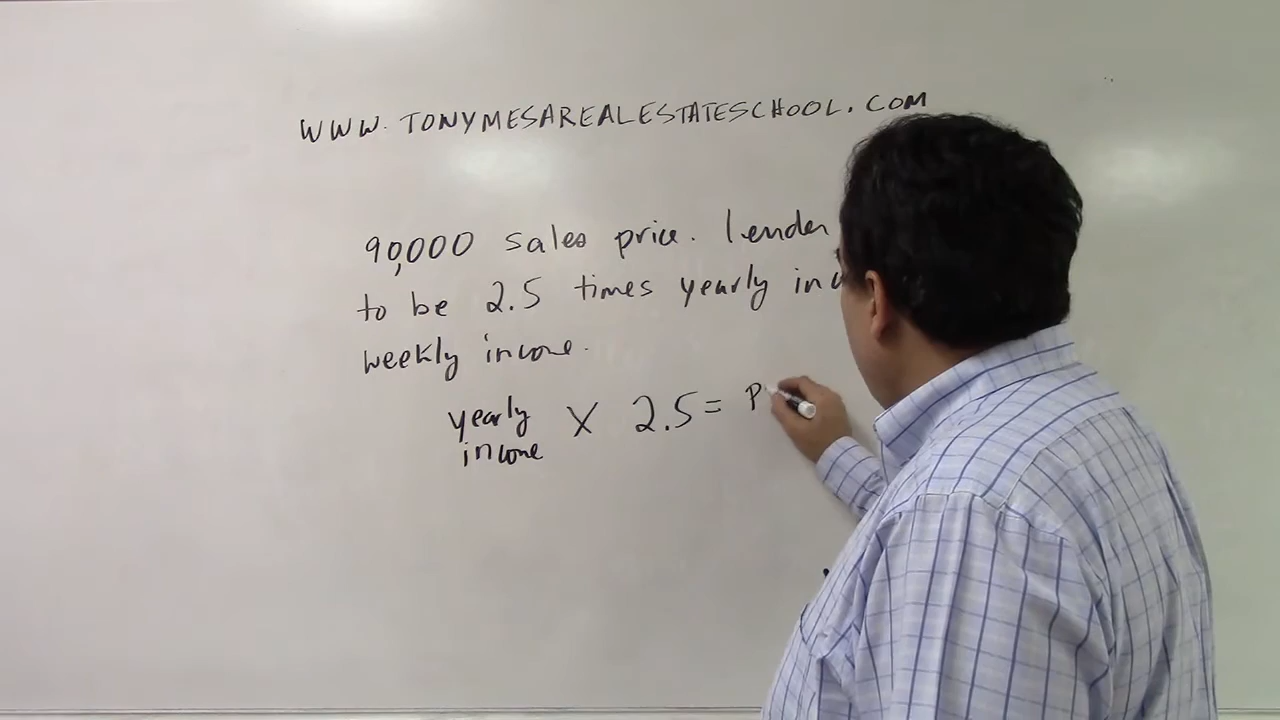 WWW.TONYMESAREALESTATESCHOOL.COM
90,000 sales price. lender
to be 2.5 times yearly
weekly income.
yearly X 2.5 = P
income